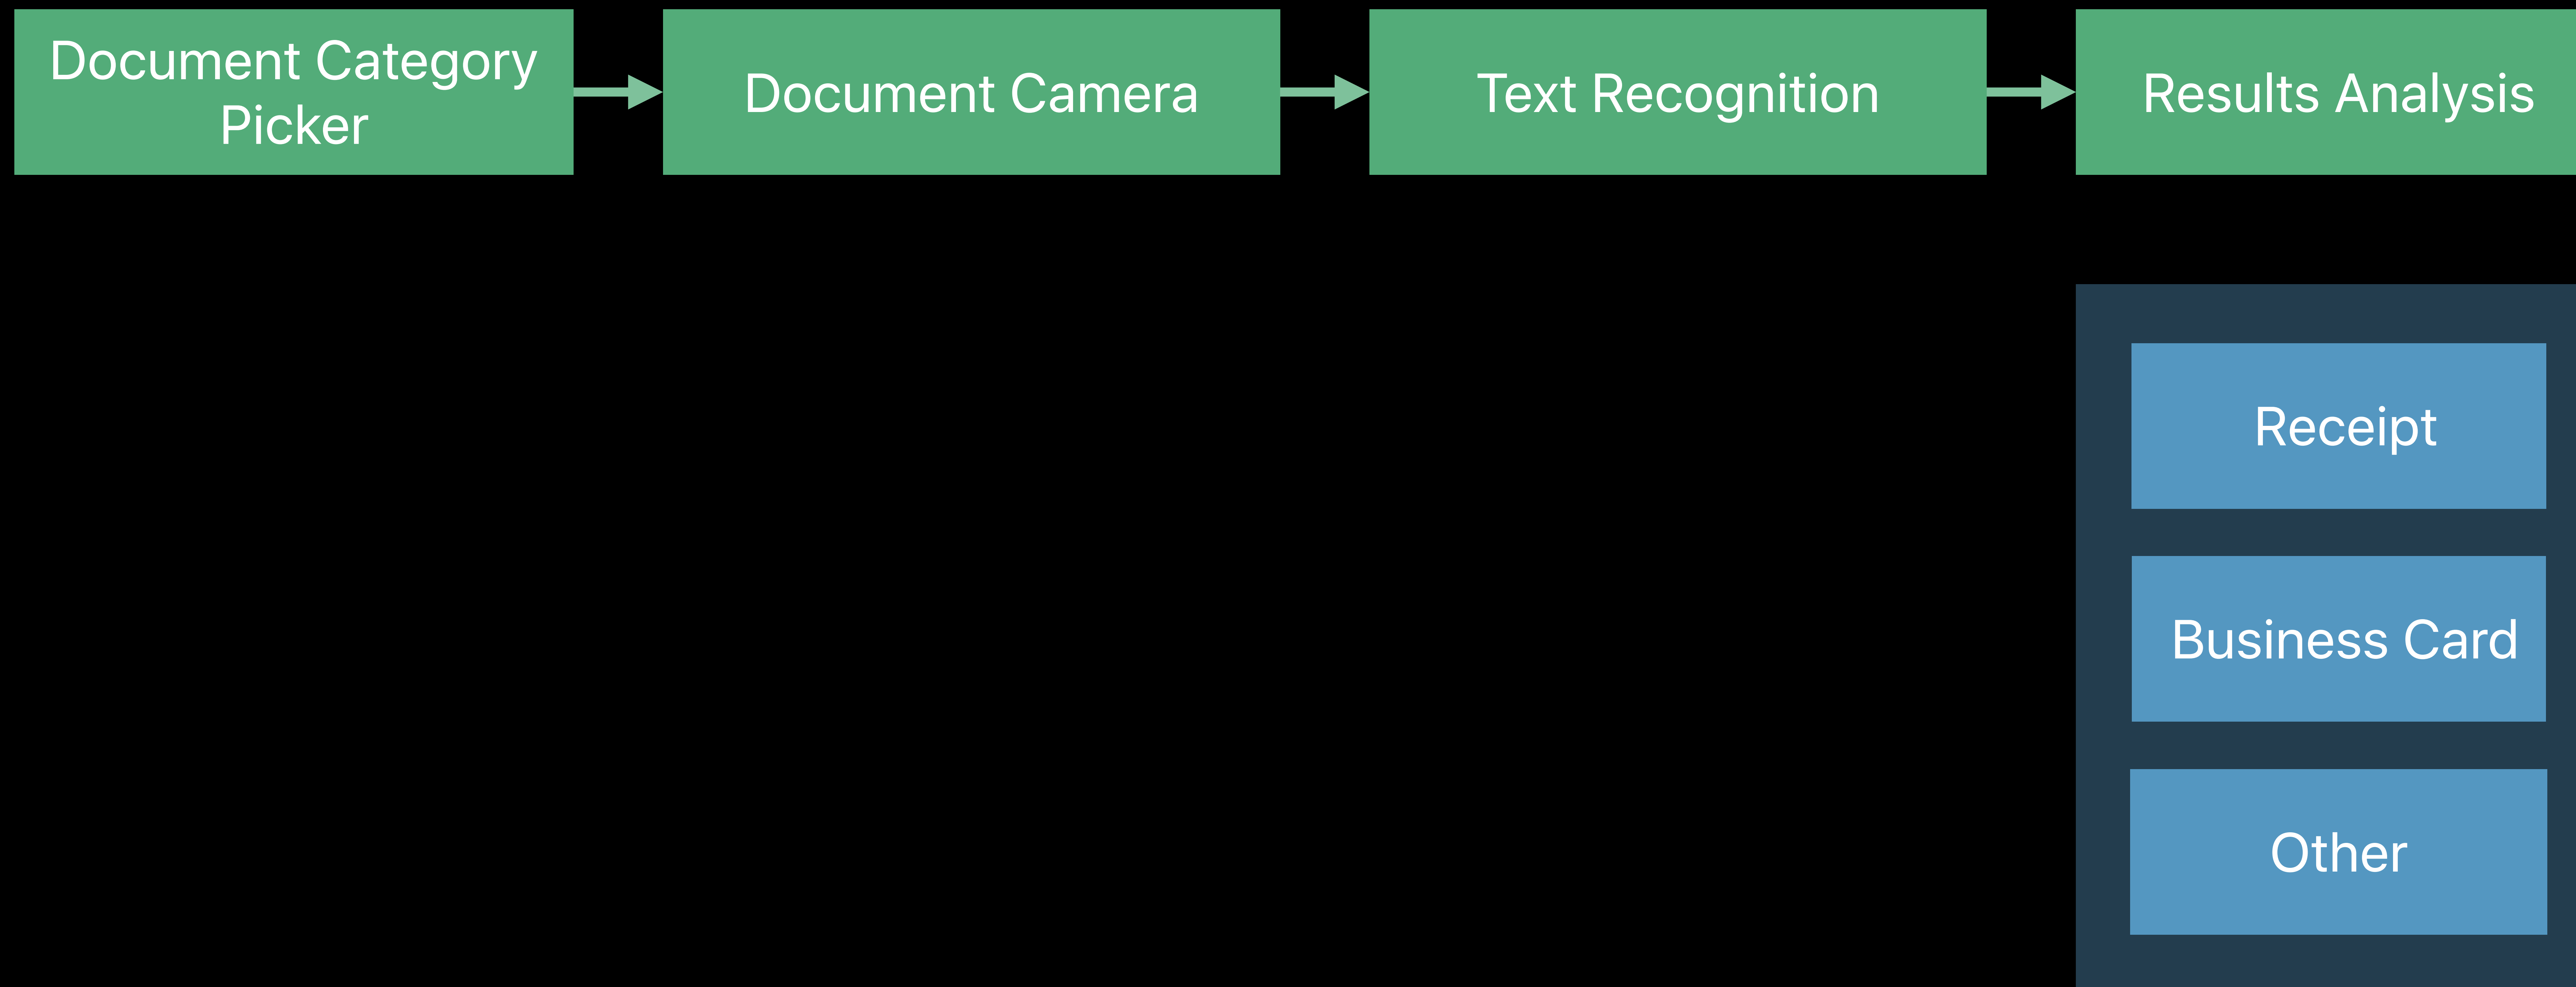 Document Category
Picker
Document Camera
Text Recognition
Results Analysis
Receipt
Business Card
Other